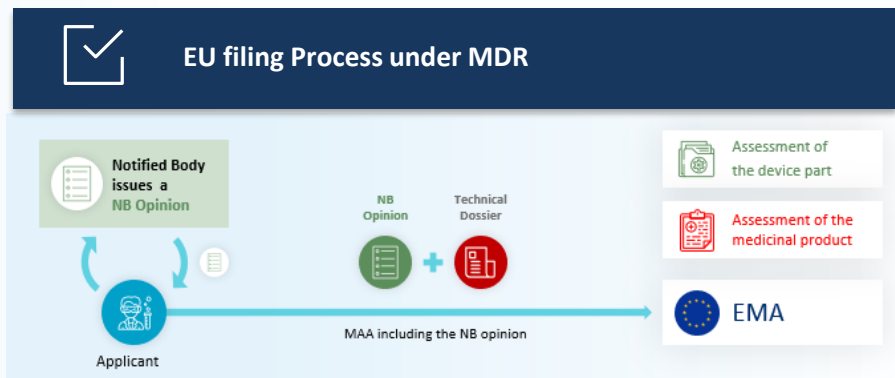 EU filing Process under MDR
Notified Body
issues a
NB Opinion
NB
Opinion
Technical
Dossier
MAA including the NB opinion
Applicant
Assessment of
the device part
Assessment of the
medicinal product
EMA